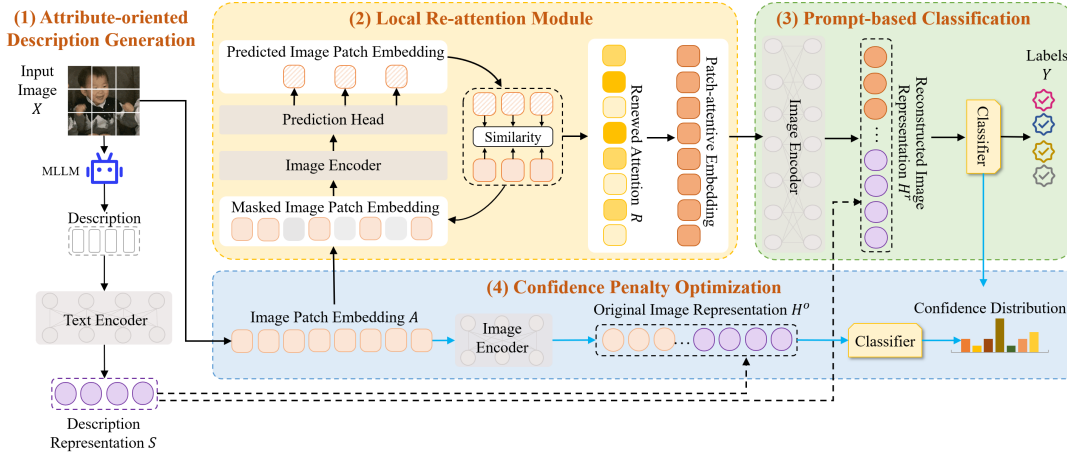 (1) Attribute-oriented
Description Generation
Input
Image
X
MLLM
Description
Text Encoder
Description
Representation S
(2) Local Re-attention Module
Predicted Image Patch Embedding
Prediction Head
Image Encoder
Masked Image Patch Embedding
Similarity
Renewed Attention R
Patch-attentive Embedding
(3) Prompt-based Classification
Image Encoder
...
Reconstructed Image
Representation H^r
Classifier
Labels
Y
(4) Confidence Penalty Optimization
Image Patch Embedding A
Image
Encoder
Original Image Representation H^o
...
Classifier
Confidence Distribution